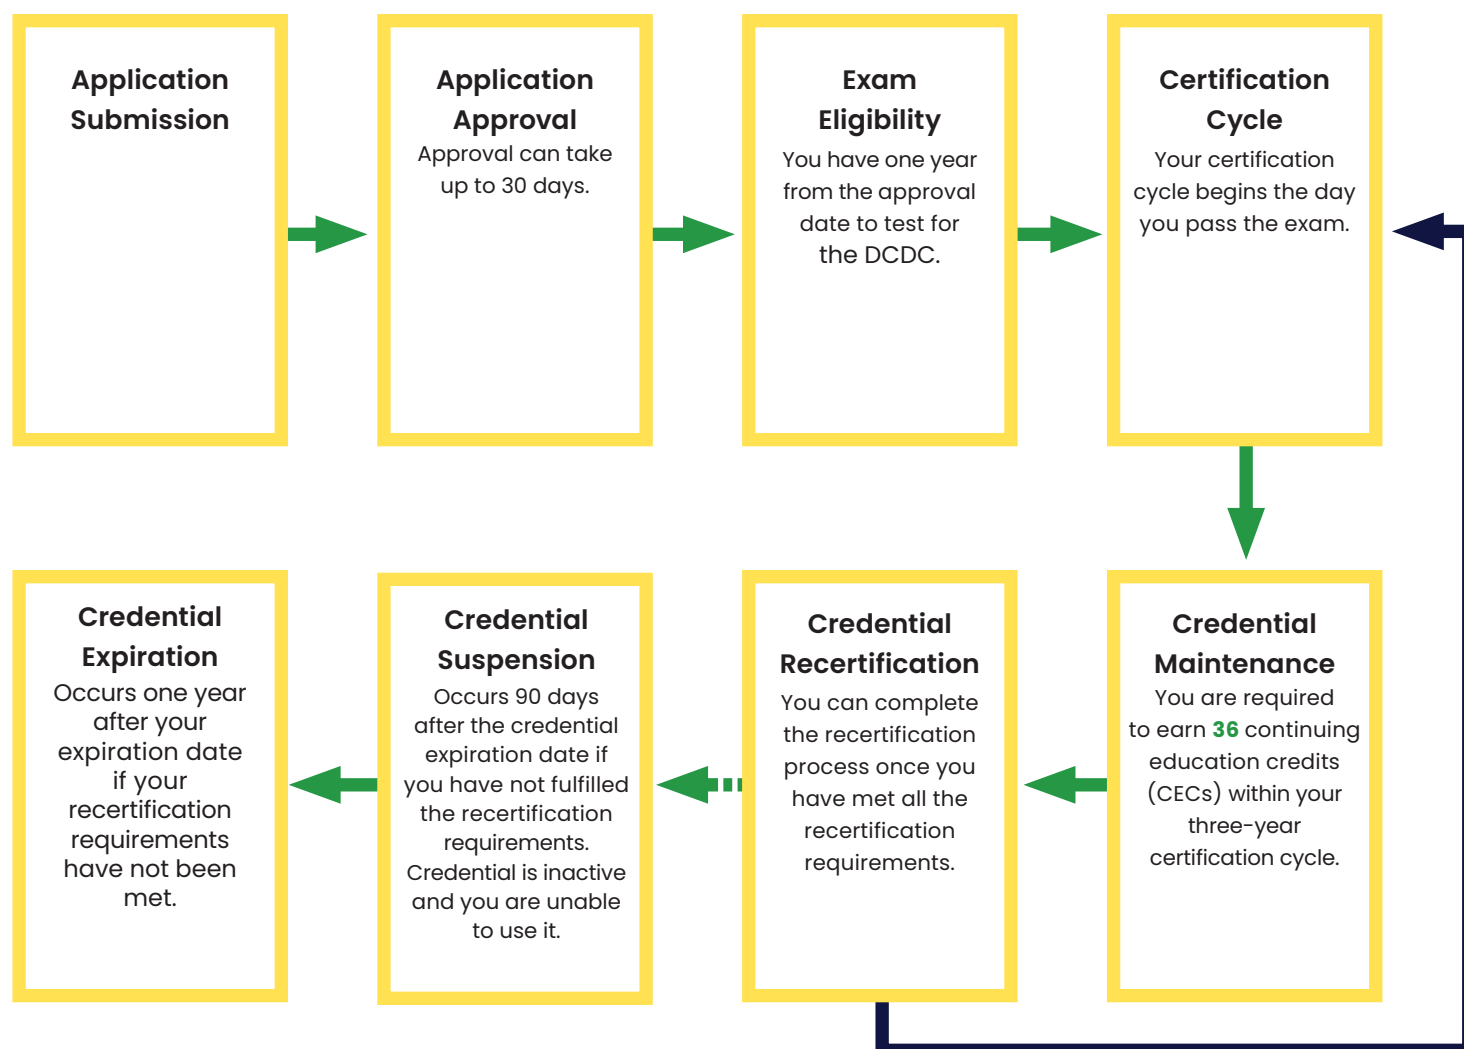 Application
Submission
Application
Approval
Approval can take
up to 30 days.
Exam
Eligibility
You have one year
from the approval
date to test for
the DCDC.
Certification
Cycle
Your certification
cycle begins the day
you pass the exam.
Credential
Expiration
Occurs one year
after your
expiration date
if your
recertification
requirements
have not been
met.
Credential
Suspension
Occurs 90 days
after the credential
expiration date if
you have not fulfilled
the recertification
requirements.
Credential is inactive
and you are unable
to use it.
Credential
Recertification
You can complete
the recertification
process once you
have met all the
recertification
requirements.
Credential
Maintenance
You are required
to earn 36 continuing
education credits
(CECs) within your
three-year
certification cycle.